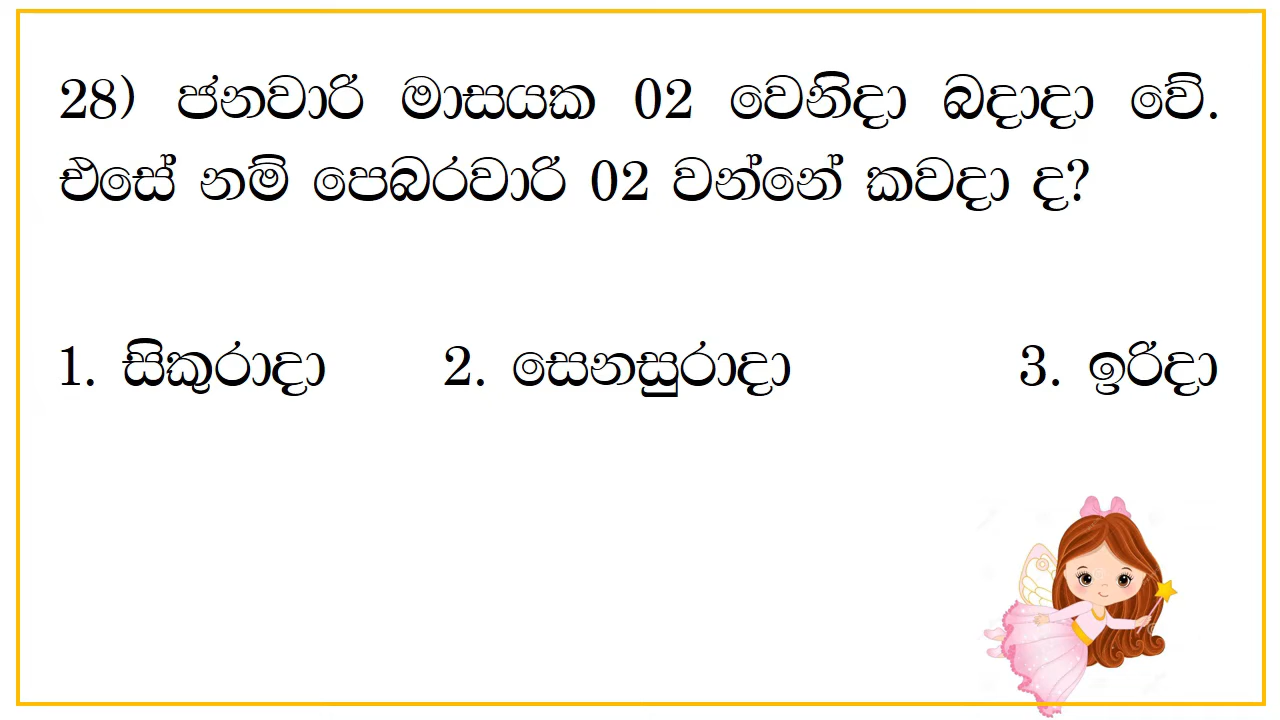 28) ජනවාරි මාසයක 02 වෙනිදා බදාදා වේ.
එසේ නම් පෙබරවාරි 02 වන්නේ කවදා ද?
1. සිකුරාදා 2. සෙනසුරාදා 3. ඉරිදා